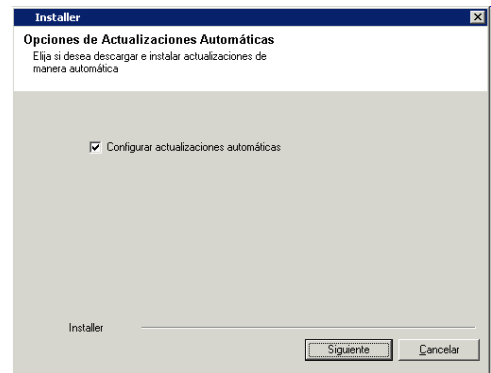 Installer
Opciones de Actualizaciones Automáticas
Elija si desea descargar e instalar actualizaciones de
manera automática
Configurar actualizaciones automáticas
Installer
Siguiente
Cancelar